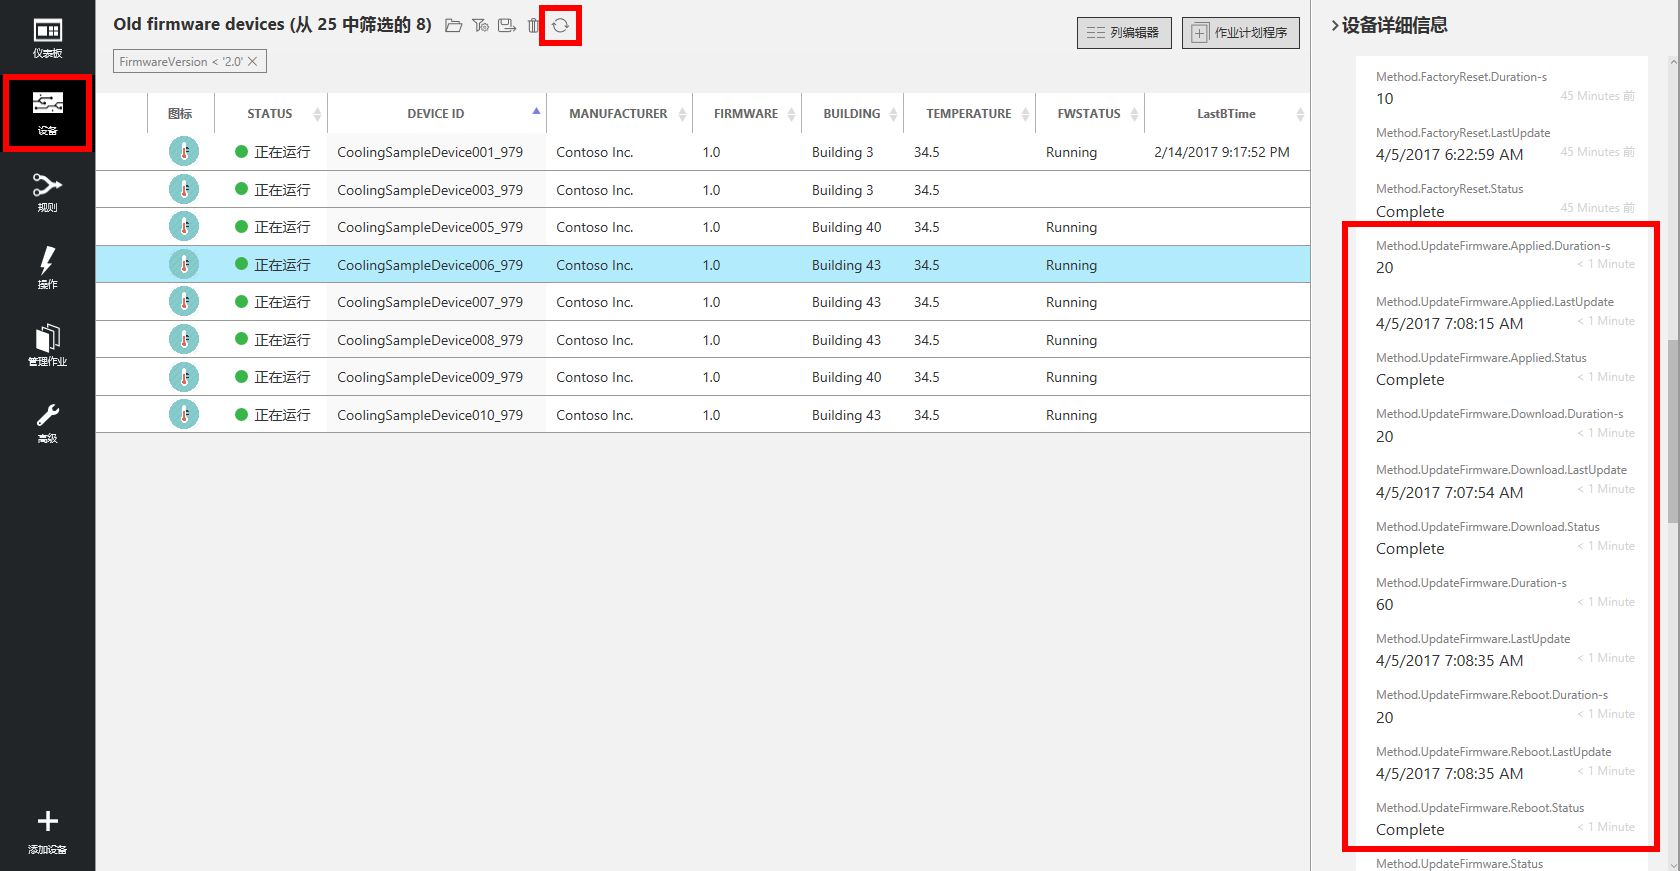 仪表板
设备
规则
操作
管理作业
高级
添加设备
Old firmware devices (从 25 中筛选的 8)
列编辑器
作业计划程序
FirmwareVersion < '2.0' ×
图标 STATUS DEVICE ID MANUFACTURER FIRMWARE BUILDING TEMPERATURE FWSTATUS LastBTime
正在运行 CoolingSampleDevice001_979 Contoso Inc. 1.0 Building 3 34.5 Running 2/14/2017 9:17:52 PM
正在运行 CoolingSampleDevice003_979 Contoso Inc. 1.0 Building 3 34.5
正在运行 CoolingSampleDevice005_979 Contoso Inc. 1.0 Building 40 34.5 Running
正在运行 CoolingSampleDevice006_979 Contoso Inc. 1.0 Building 43 34.5 Running
正在运行 CoolingSampleDevice007_979 Contoso Inc. 1.0 Building 43 34.5 Running
正在运行 CoolingSampleDevice008_979 Contoso Inc. 1.0 Building 43 34.5 Running
正在运行 CoolingSampleDevice009_979 Contoso Inc. 1.0 Building 40 34.5 Running
正在运行 CoolingSampleDevice010_979 Contoso Inc. 1.0 Building 43 34.5 Running
设备详细信息
Method.FactoryReset.Duration-s
10 45 Minutes 前
Method.FactoryReset.LastUpdate
4/5/2017 6:22:59 AM 45 Minutes 前
Method.FactoryReset.Status
Complete 45 Minutes 前
Method.UpdateFirmware.Applied.Duration-s
20 < 1 Minute
Method.UpdateFirmware.Applied.LastUpdate
4/5/2017 7:08:15 AM < 1 Minute
Method.UpdateFirmware.Applied.Status
Complete < 1 Minute
Method.UpdateFirmware.Download.Duration-s
20 < 1 Minute
Method.UpdateFirmware.Download.LastUpdate
4/5/2017 7:07:54 AM < 1 Minute
Method.UpdateFirmware.Download.Status
Complete < 1 Minute
Method.UpdateFirmware.Duration-s
60 < 1 Minute
Method.UpdateFirmware.LastUpdate
4/5/2017 7:08:35 AM < 1 Minute
Method.UpdateFirmware.Reboot.Duration-s
20 < 1 Minute
Method.UpdateFirmware.Reboot.LastUpdate
4/5/2017 7:08:35 AM < 1 Minute
Method.UpdateFirmware.Reboot.Status
Complete < 1 Minute
Method.UpdateFirmware.Status